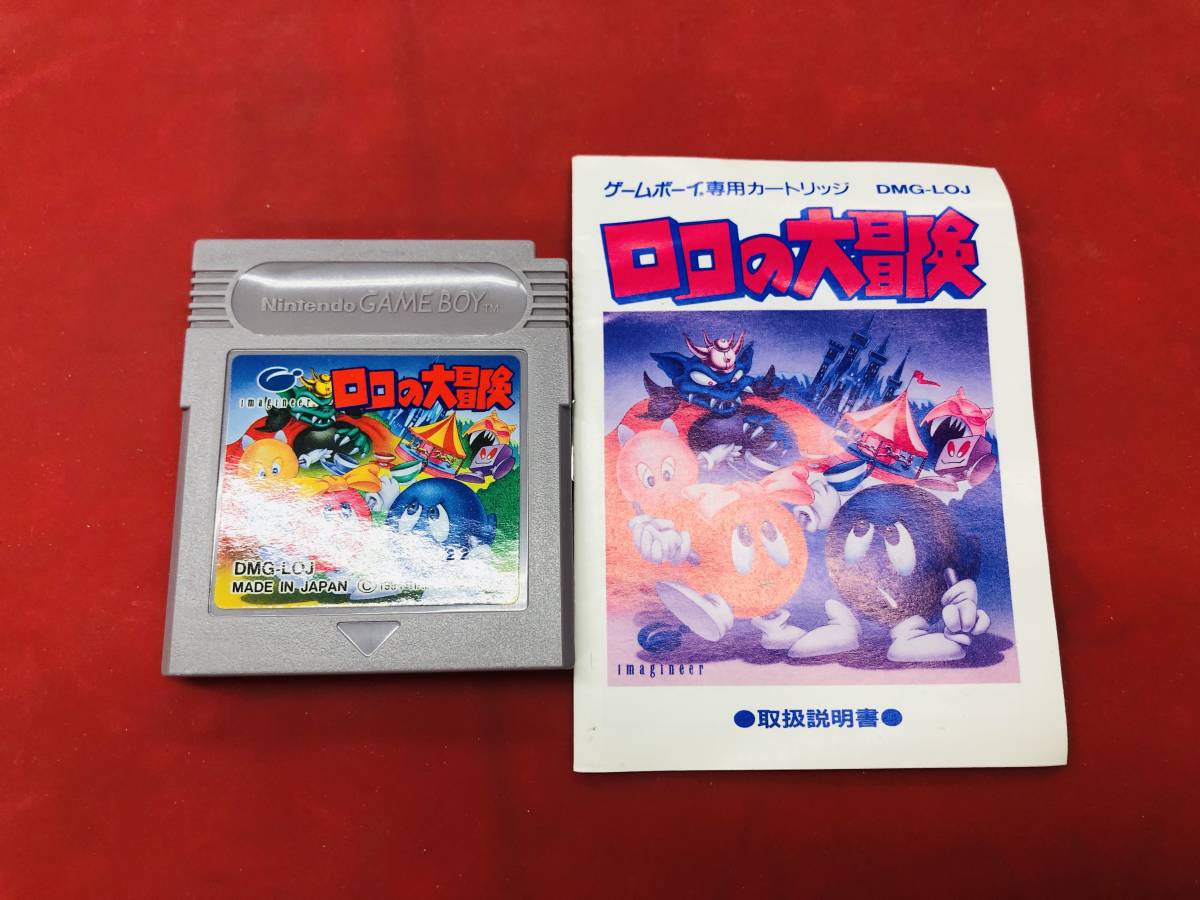 Nintendo GAME BOY TM
imagineer
ロロの大冒険
DMG-LOJ
MADE IN JAPAN
ゲームボーイ®専用カートリッジ DMG-LOJ
ロロの大冒険
imagineer
●取扱説明書●